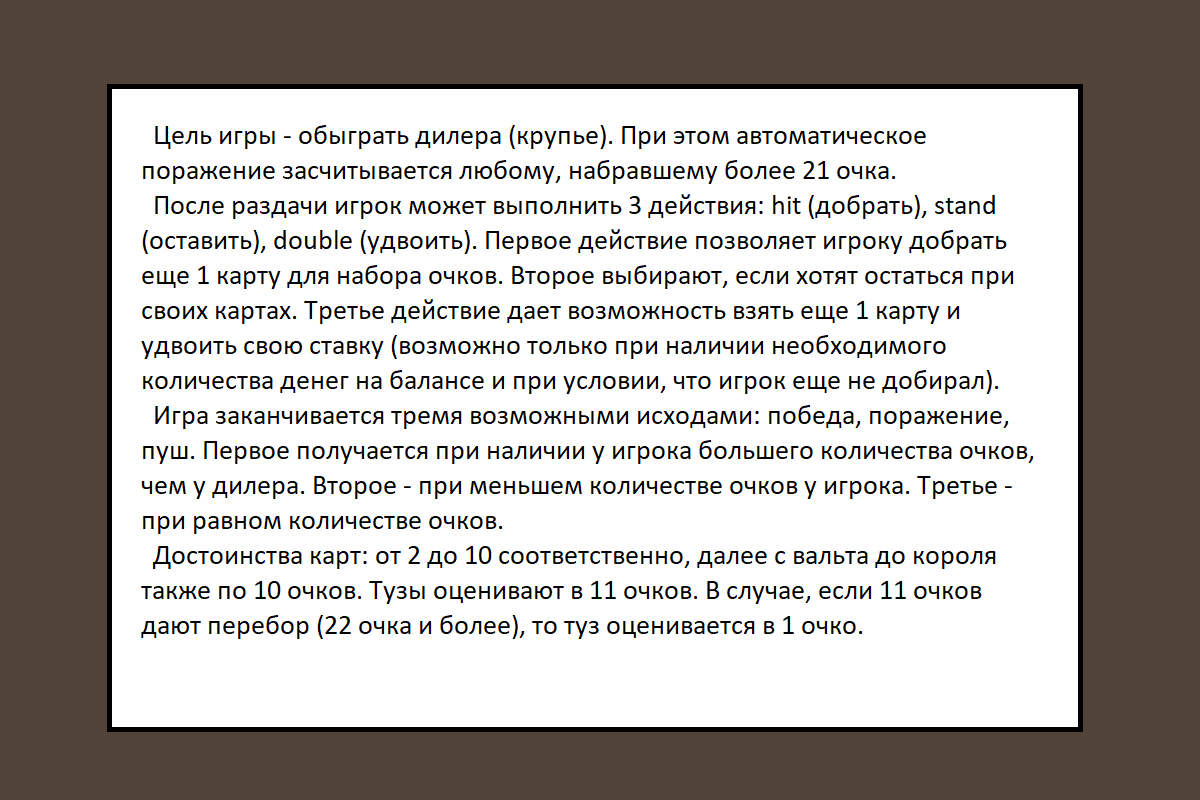 Цель игры - обыграть дилера (крупье). При этом автоматическое
поражение засчитывается любому, набравшему более 21 очка.
После раздачи игрок может выполнить 3 действия: hit (добрать), stand
(оставить), double (удвоить). Первое действие позволяет игроку добрать
еще 1 карту для набора очков. Второе выбирают, если хотят остаться при
своих картах. Третье действие дает возможность взять еще 1 карту и
удвоить свою ставку (возможно только при наличии необходимого
количества денег на балансе и при условии, что игрок еще не добирал).
Игра заканчивается тремя возможными исходами: победа, поражение,
пуш. Первое получается при наличии у игрока большего количества очков,
чем у дилера. Второе - при меньшем количестве очков у игрока. Третье -
при равном количестве очков.
Достоинства карт: от 2 до 10 соответственно, далее с вальта до короля
также по 10 очков. Тузы оценивают в 11 очков. В случае, если 11 очков
дают перебор (22 очка и более), то туз оценивается в 1 очко.